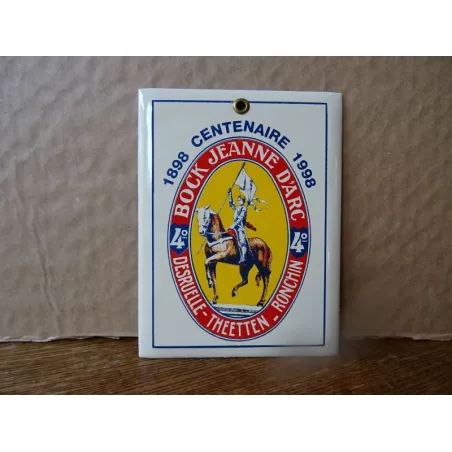 1898 CENTENAIRE 1998
BOCK JEANNE D'ARC
4° 4°
DESRUELLE - THEETTEN - RONCHIN